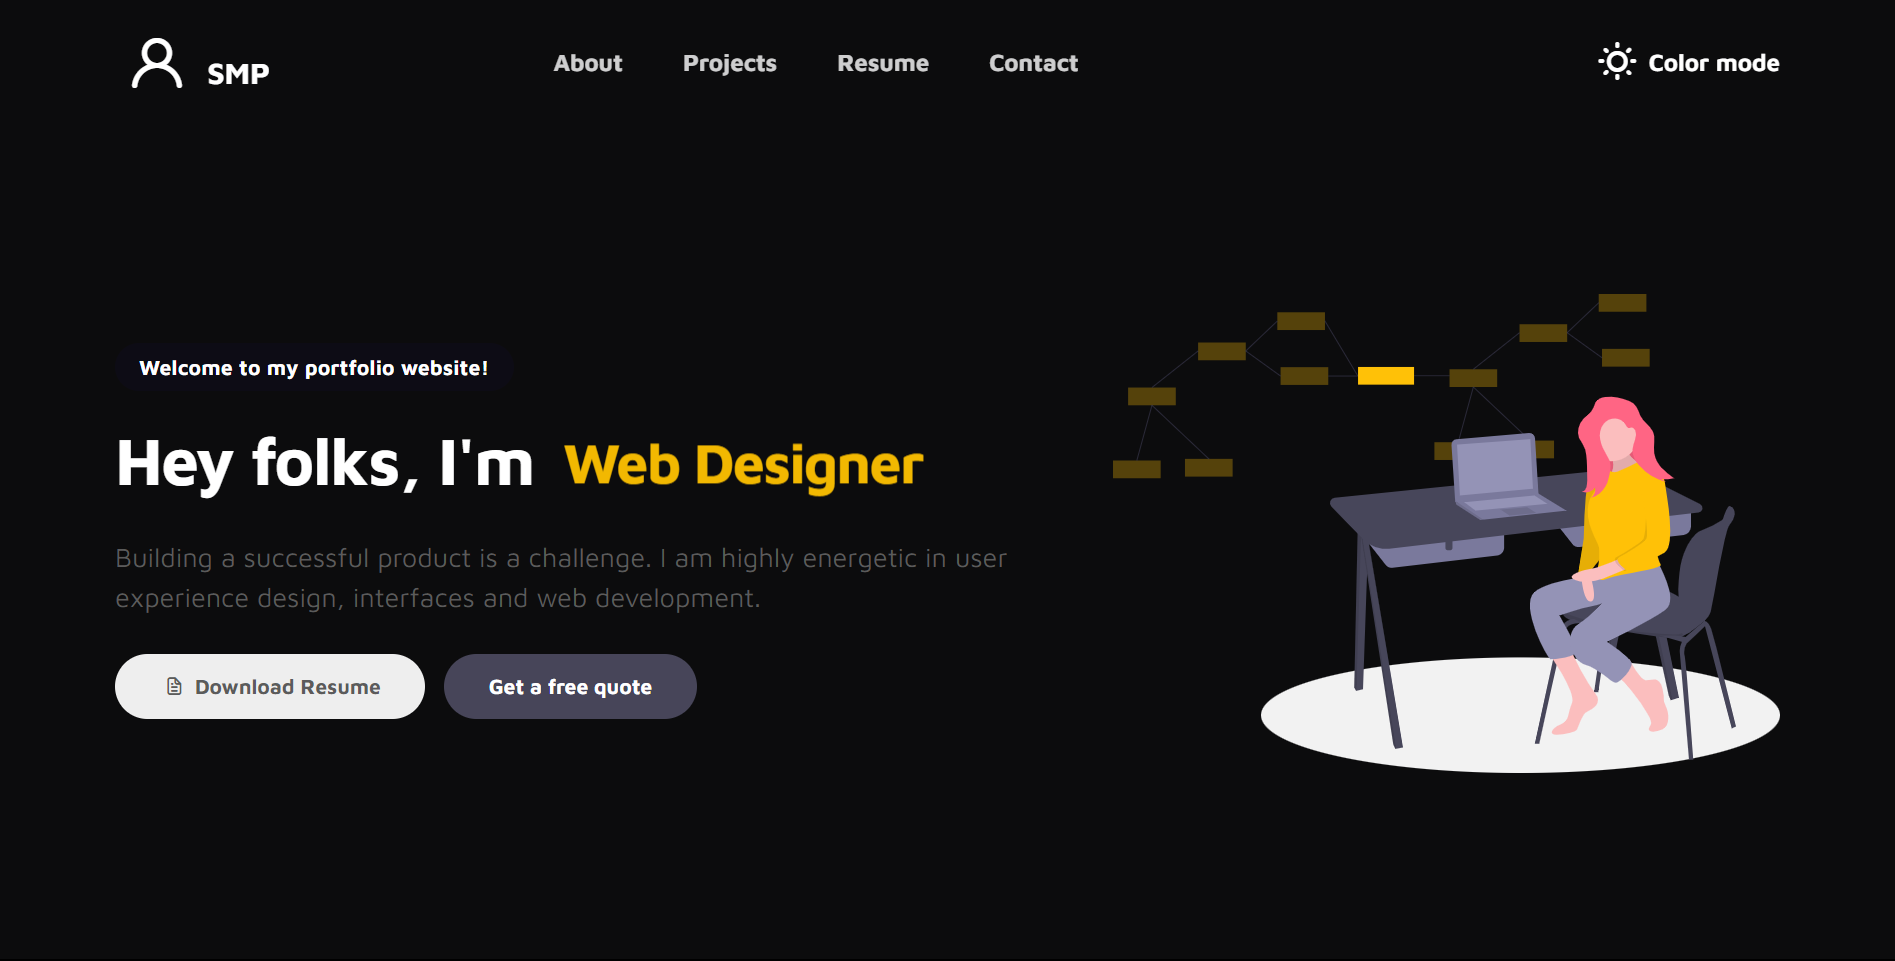 SMP
About
Projects
Resume
Contact
Color mode
Welcome to my portfolio website!
Hey folks, I'm Web Designer
Building a successful product is a challenge. I am highly energetic in user
experience design, interfaces and web development.
Download Resume
Get a free quote